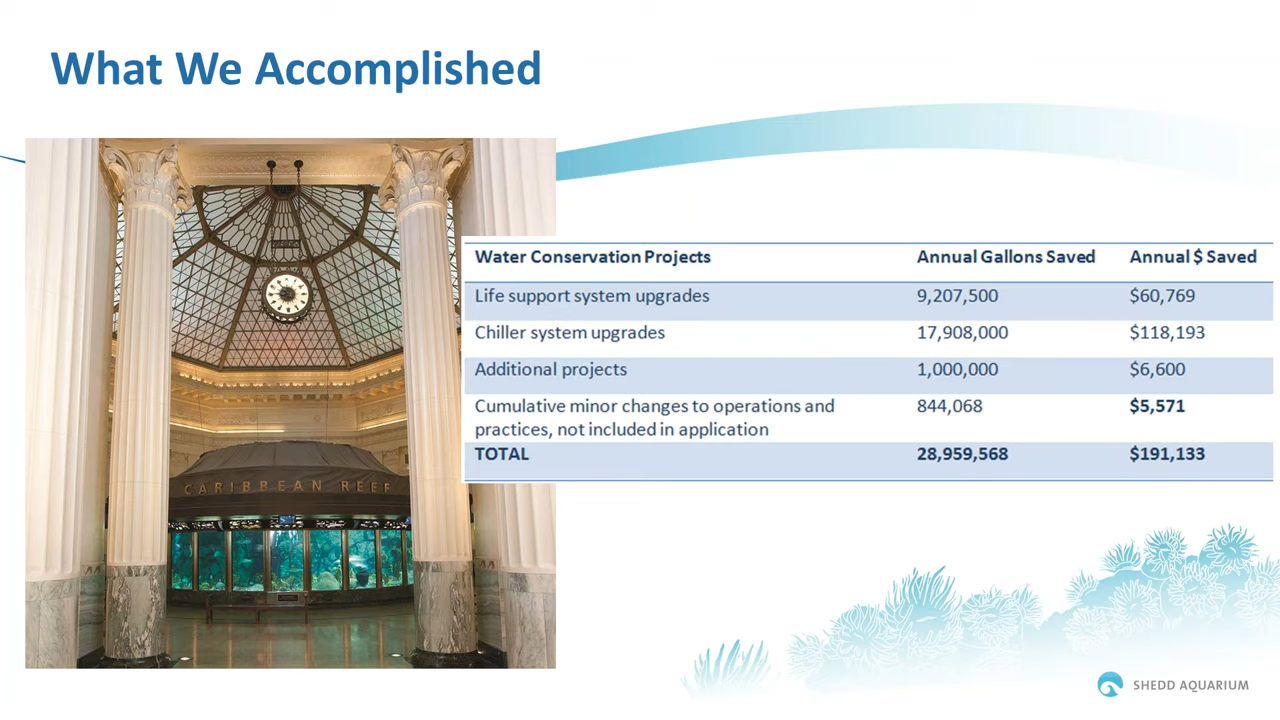 What We Accomplished
CARIBBEAN REEF
Water Conservation Projects Annual Gallons Saved Annual $ Saved
Life support system upgrades 9,207,500 $60,769
Chiller system upgrades 17,908,000 $118,193
Additional projects 1,000,000 $6,600
Cumulative minor changes to operations and 844,068 $5,571
practices, not included in application
TOTAL 28,959,568 $191,133
SHEDD AQUARIUM